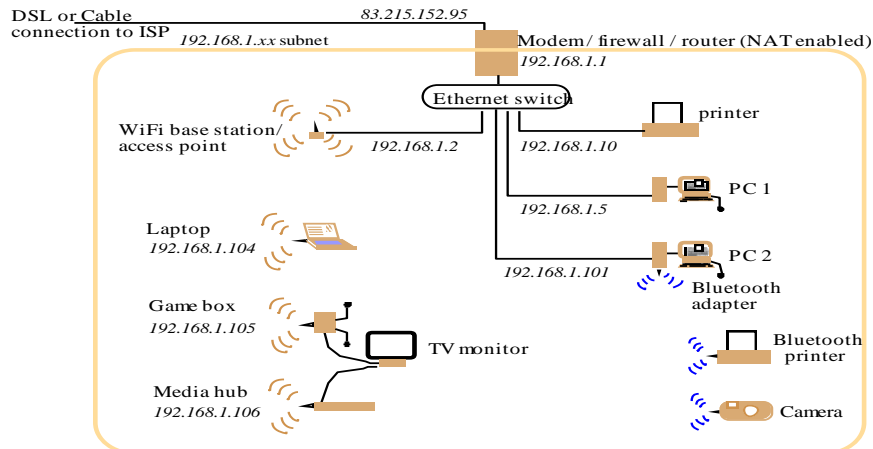 DSL or Cable
connection to ISP
83.215.152.95
192.168.1.xx subnet
Modem / firewall / router (NAT enabled)
192.168.1.1
Ethernet switch
WiFi base station/
access point
192.168.1.2
192.168.1.10
printer
192.168.1.5
PC 1
Laptop
192.168.1.104
192.168.1.101
PC 2
Bluetooth
adapter
Game box
192.168.1.105
TV monitor
Bluetooth
printer
Media hub
192.168.1.106
Camera